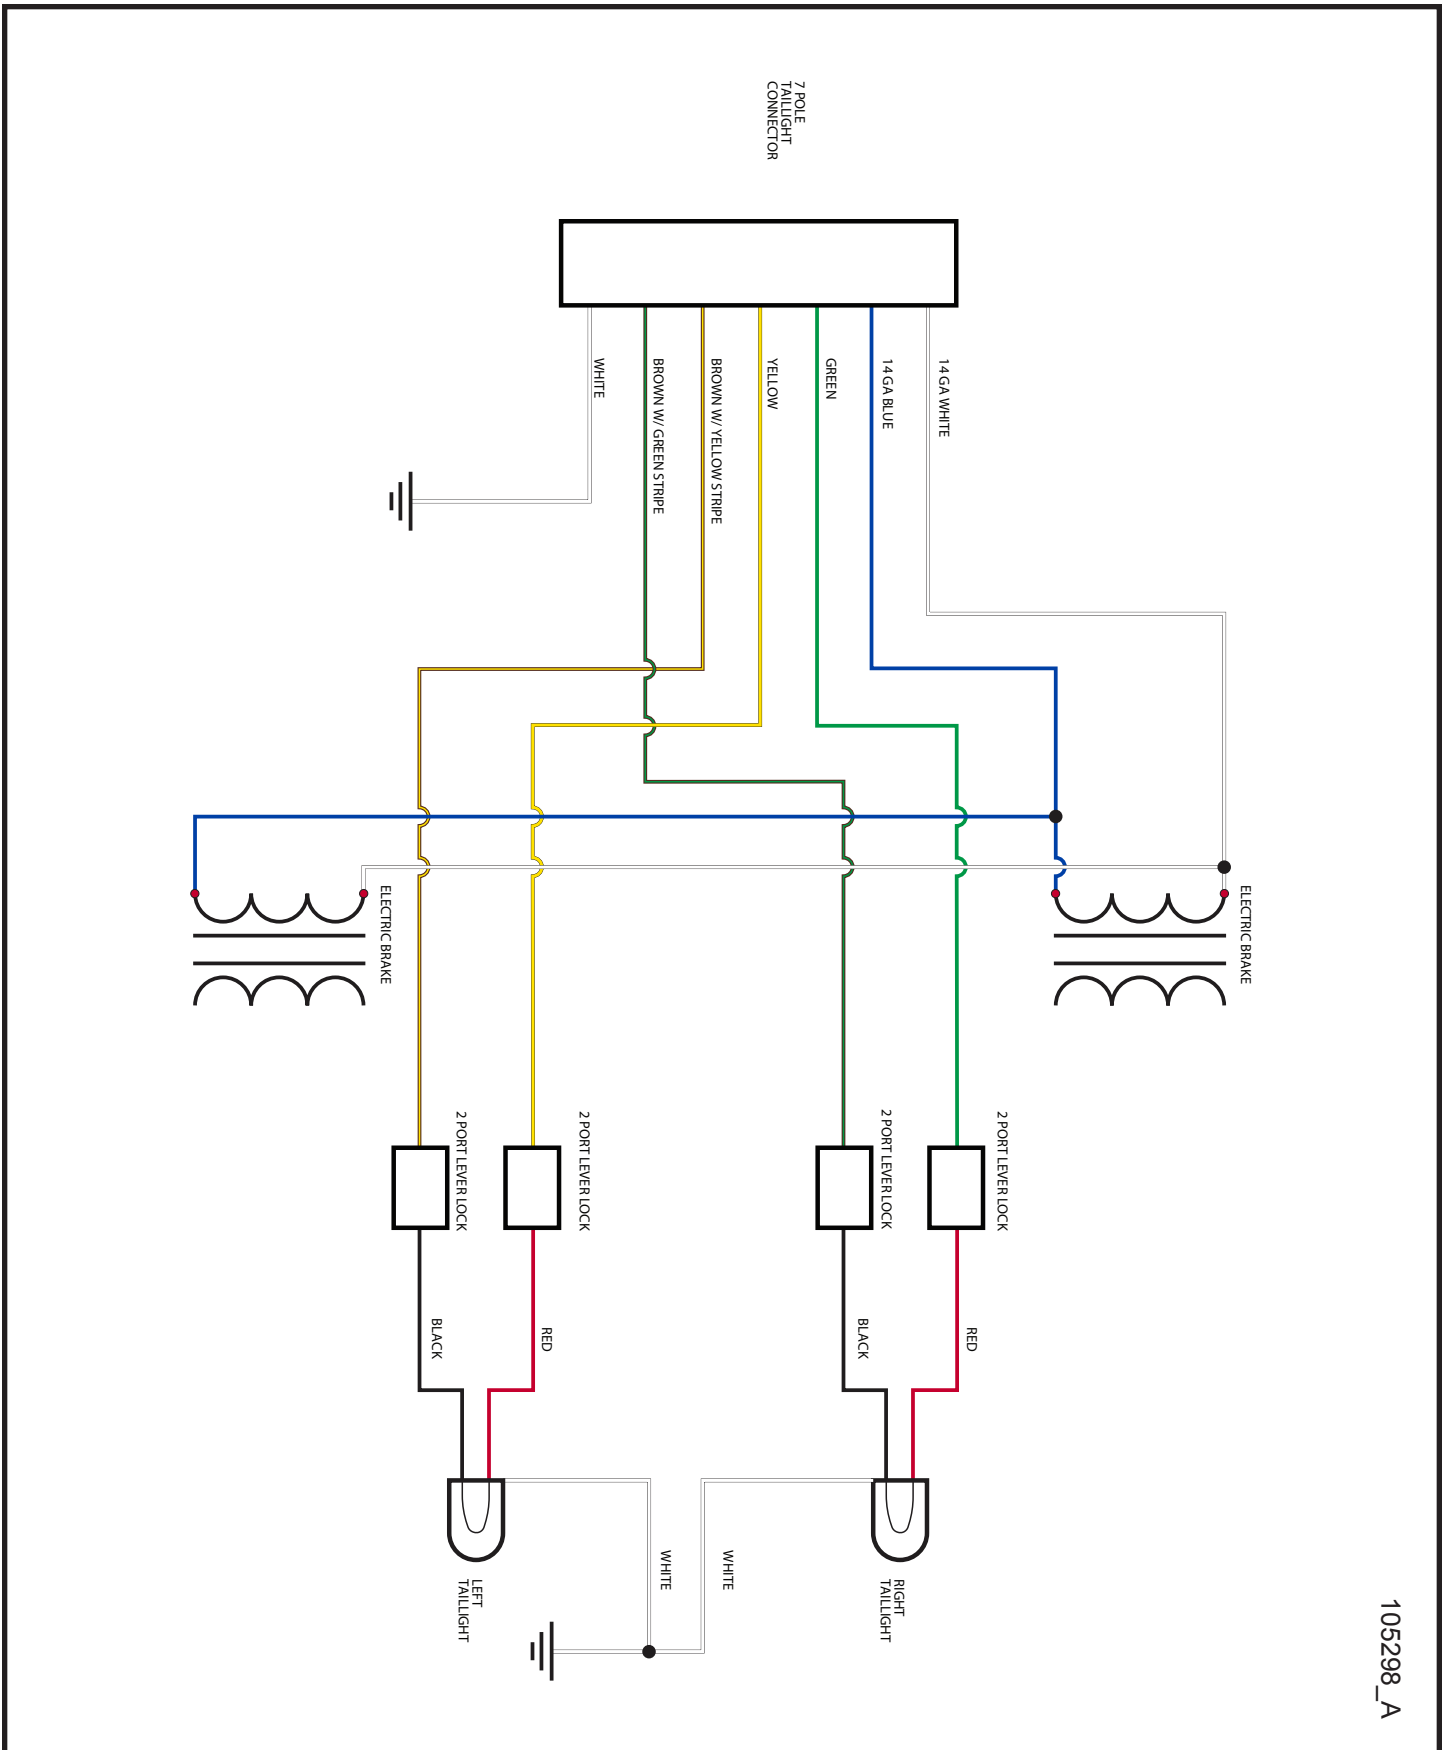 7 POLE
TAILLIGHT
CONNECTOR
14 GA WHITE
14 GA BLUE
GREEN
YELLOW
BROWN W/ YELLOW STRIPE
BROWN W/ GREEN STRIPE
WHITE
ELECTRIC BRAKE
ELECTRIC BRAKE
2 PORT LEVER LOCK
2 PORT LEVER LOCK
2 PORT LEVER LOCK
2 PORT LEVER LOCK
RED
BLACK
RED
BLACK
RIGHT
TAILLIGHT
WHITE
WHITE
LEFT
TAILLIGHT
105298_A